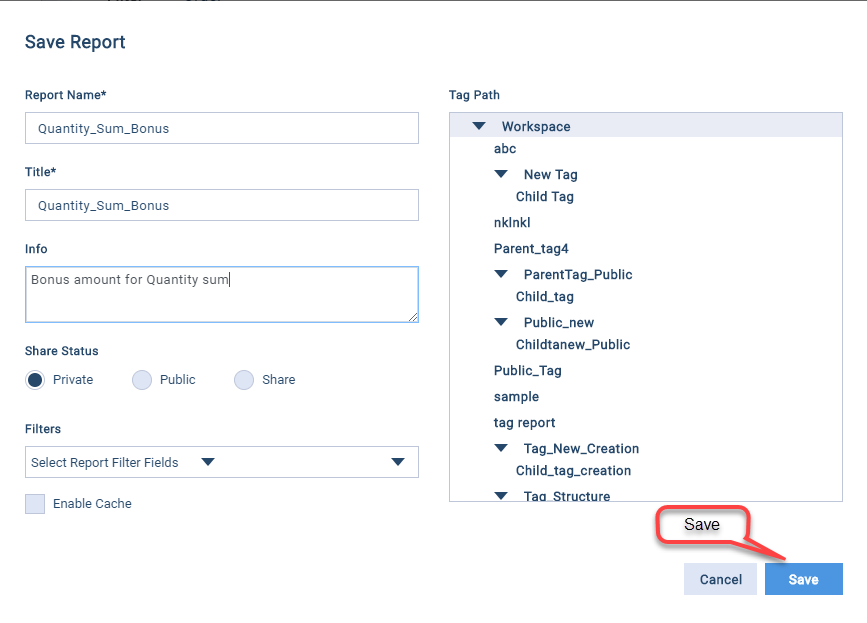 Save Report
Report Name*
Quantity_Sum_Bonus
Title*
Quantity_Sum_Bonus
Info
Bonus amount for Quantity sum
Share Status
Private
Public
Share
Filters
Select Report Filter Fields
Enable Cache
Tag Path
Workspace
abc
New Tag
Child Tag
nklnkl
Parent_tag4
ParentTag_Public
Child_tag
Public_new
Childtanew_Public
Public_Tag
sample
tag report
Tag_New_Creation
Child_tag_creation
Tag_Structure
Save
Cancel
Save